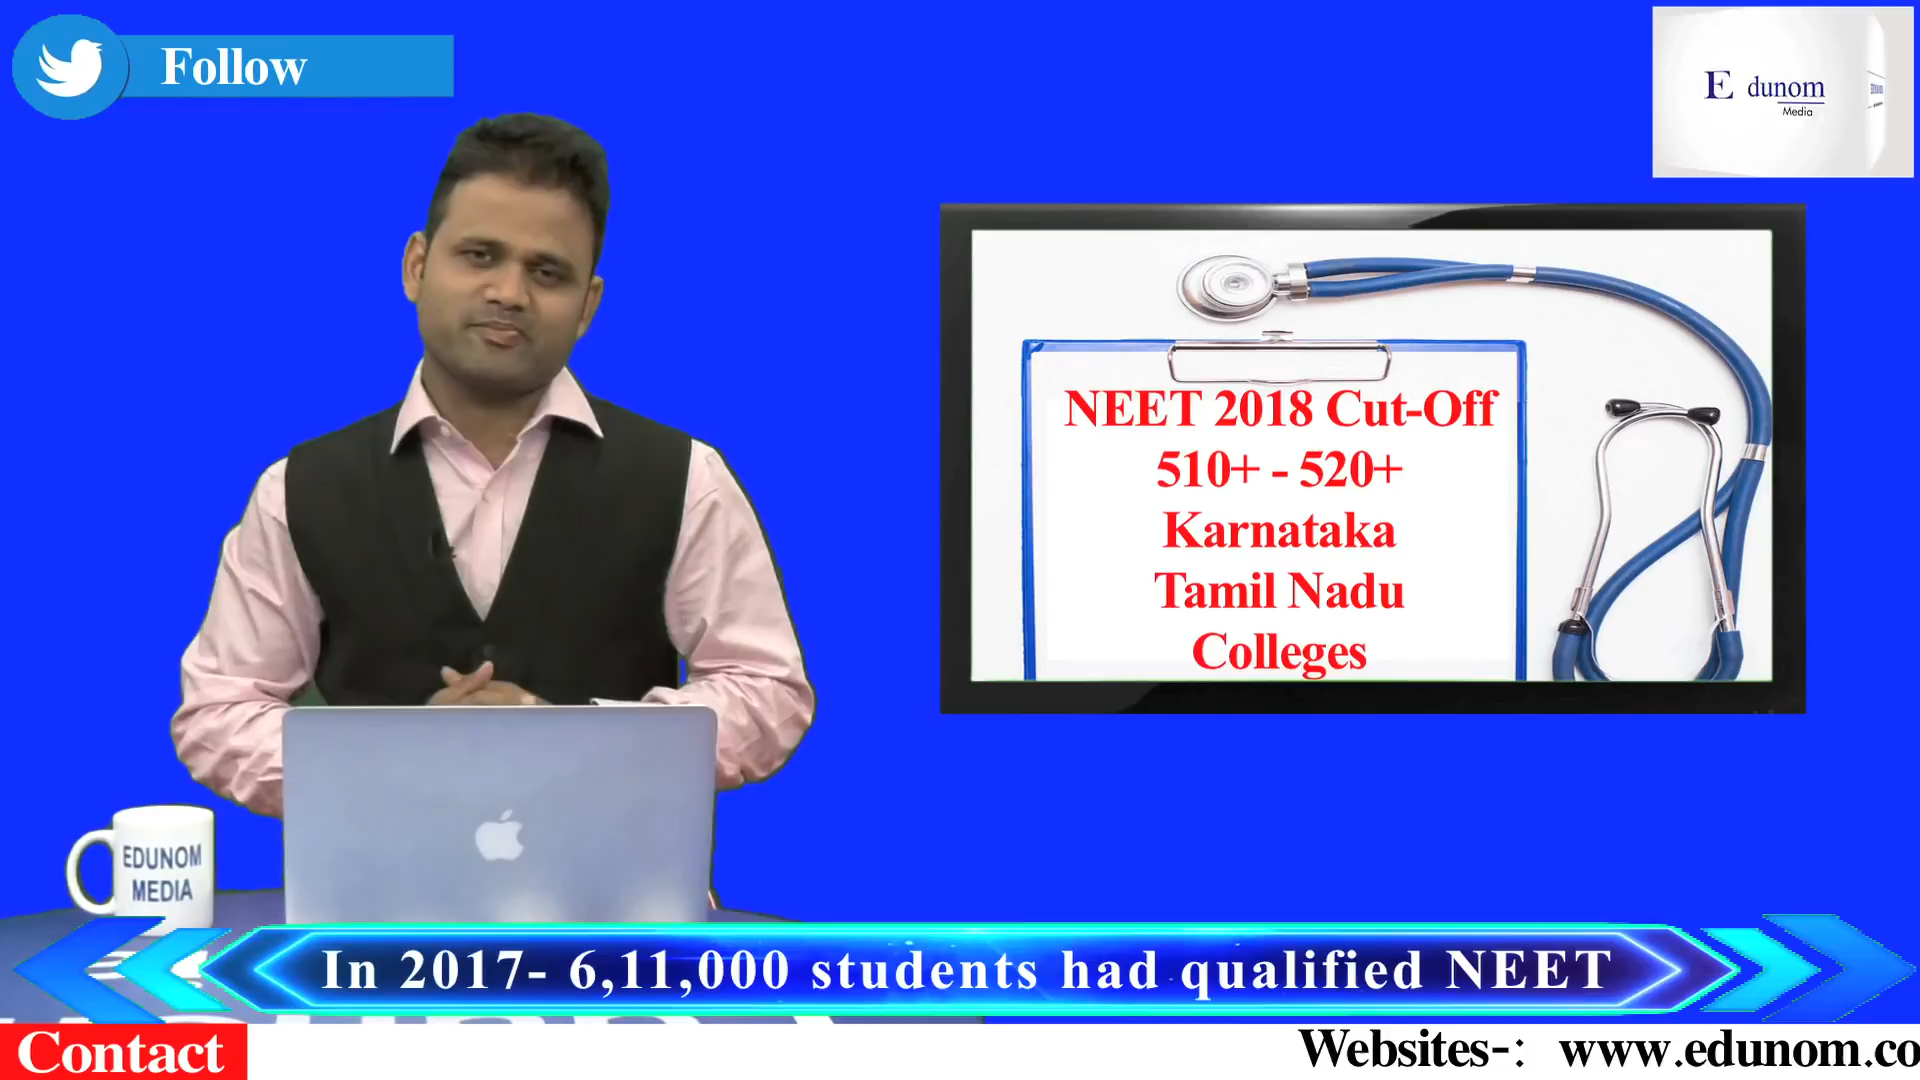 Follow
E dunom
Media
NEET 2018 Cut-Off
510+ - 520+
Karnataka
Tamil Nadu
Colleges
EDUNOM
MEDIA
In 2017- 6,11,000 students had qualified NEET
Contact
Websites-: www.edunom.co